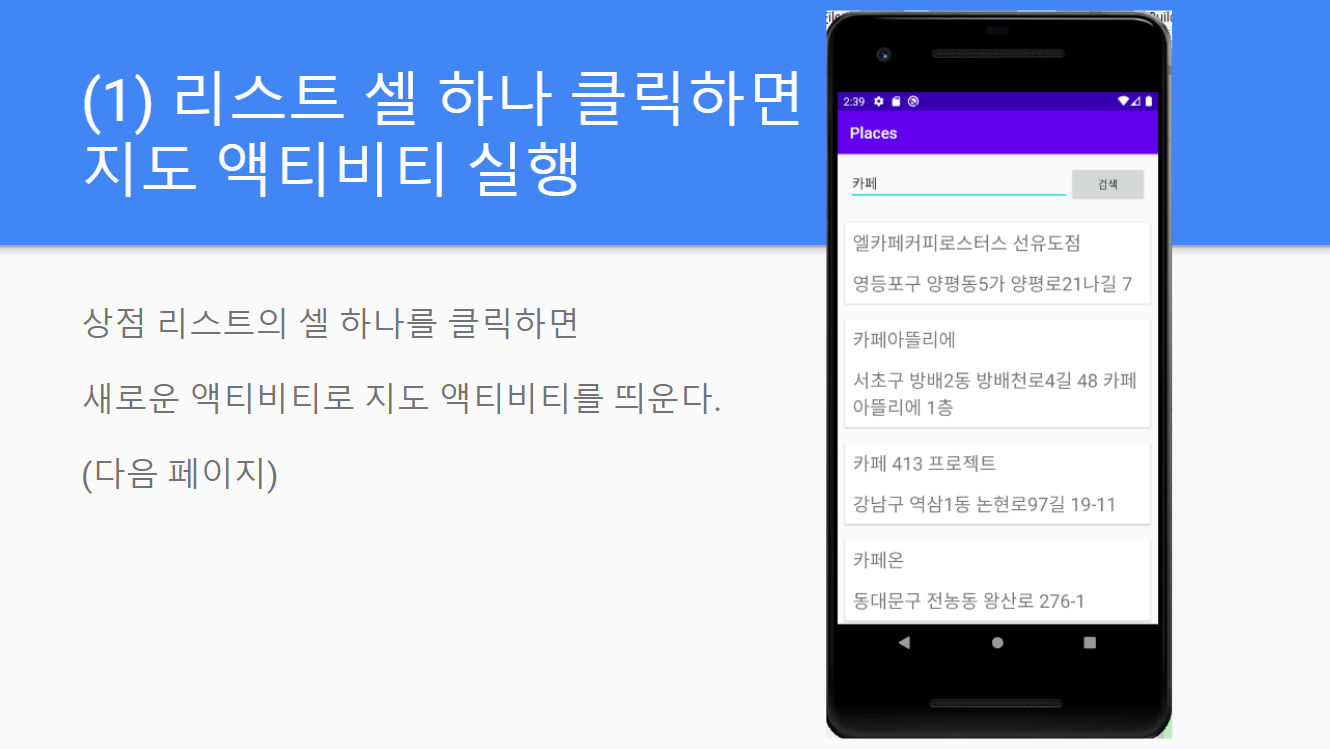 (1) 리스트 셀 하나 클릭하면
지도 액티비티 실행
상점 리스트의 셀 하나를 클릭하면
새로운 액티비티로 지도 액티비티를 띄운다.
(다음 페이지)
2:39
Places
카페
검색
엘카페커피로스터스 선유도점
영등포구 양평동5가 양평로21나길 7
카페아뜰리에
서초구 방배2동 방배천로4길 48 카페
아뜰리에 1층
카페 413 프로젝트
강남구 역삼1동 논현로97길 19-11
카페온
동대문구 전농동 왕산로 276-1